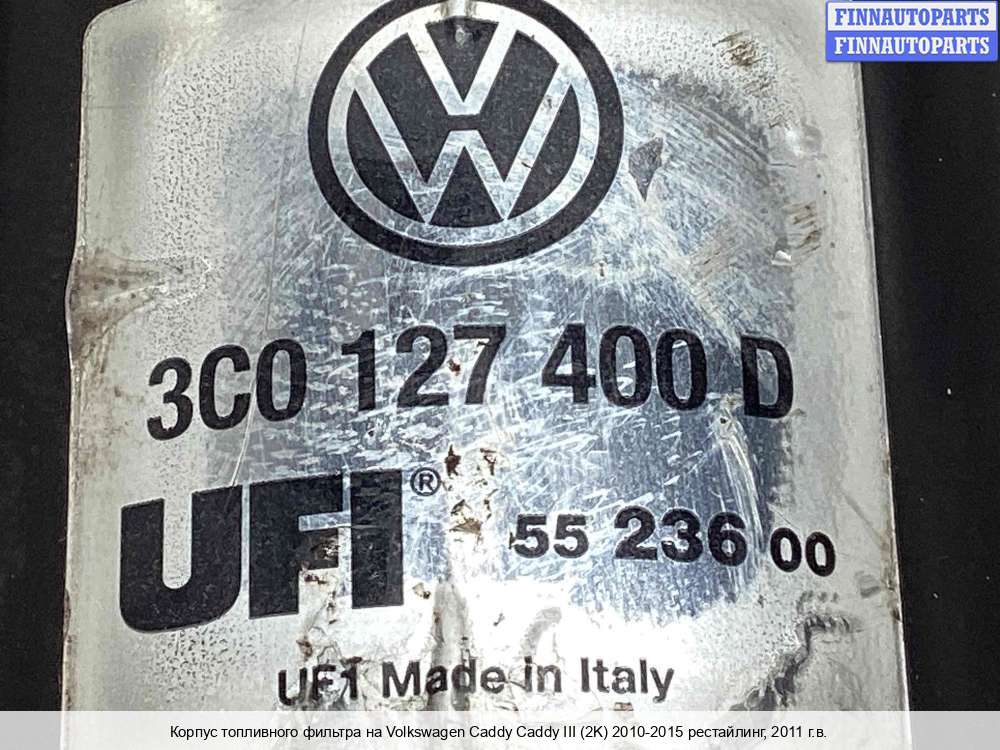 FINNAUTOPARTS
FINNAUTOPARTS
3C0 127 400 D
UFI® 55 236 00
UF1 Made in Italy
Корпус топливного фильтра на Volkswagen Caddy Caddy III (2K) 2010-2015 рестайлинг, 2011 г.в.